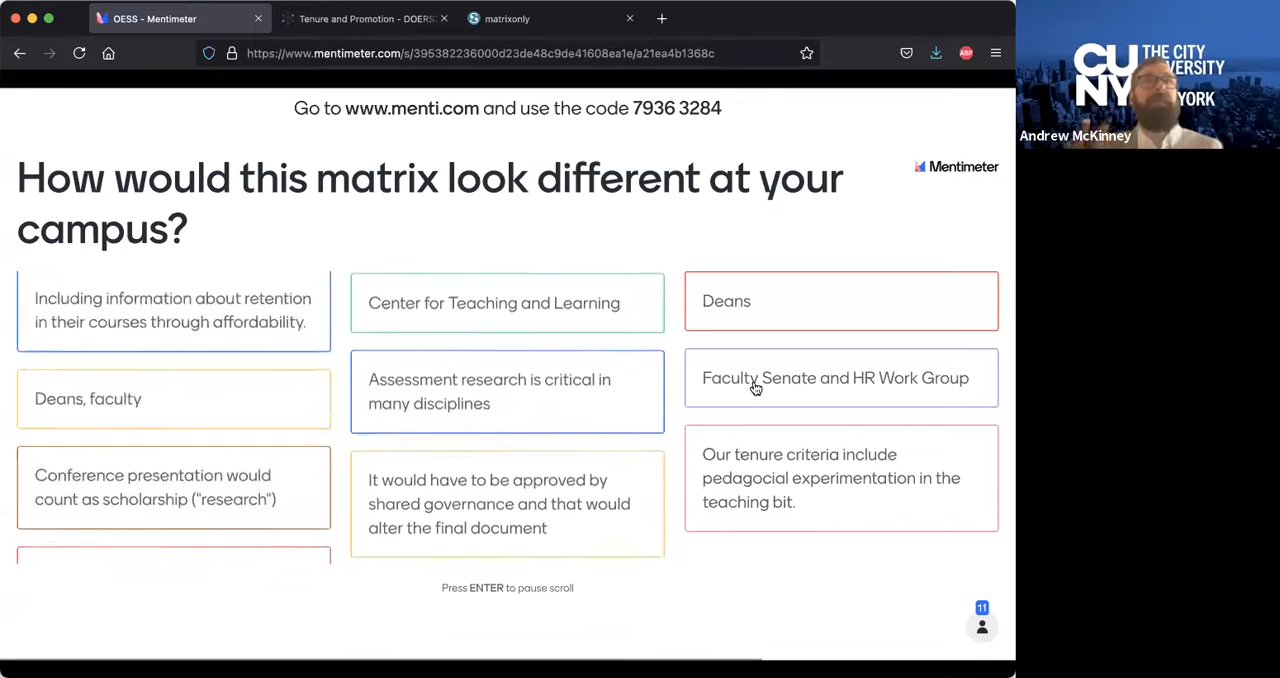 OESS - Mentimeter
Tenure and Promotion - DOERS
matrixonly
https://www.mentimeter.com/s/395382236000d23de48c9de41608ea1e/a21ea4b1368c
ABP
Go to www.menti.com and use the code 7936 3284
How would this matrix look different at your
campus?
Mentimeter
Including information about retention
in their courses through affordability.
Deans, faculty
Conference presentation would
count as scholarship ("research")
Center for Teaching and Learning
Assessment research is critical in
many disciplines
It would have to be approved by
shared governance and that would
alter the final document
Deans
Faculty Senate and HR Work Group
Our tenure criteria include
pedagocial experimentation in the
teaching bit.
Press ENTER to pause scroll
11
CU THE CITY
NY
Andrew McKinney